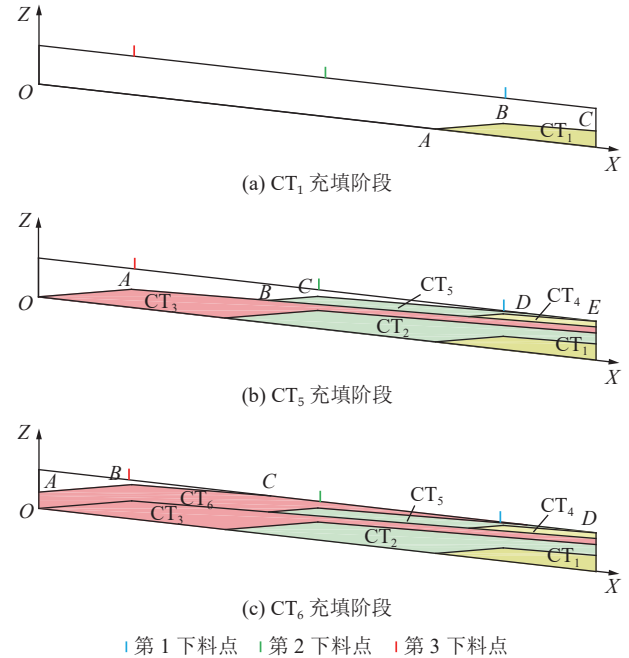 Z
O
A
B
C
CT₁
X
(a) CT₁ 充填阶段
Z
O
A
CT₃
B
C
CT₂
CT₅
D
CT₄
E
CT₁
X
(b) CT₅ 充填阶段
Z
A
B
O
CT₆
CT₃
C
CT₂
CT₅
CT₄
D
CT₁
X
(c) CT₆ 充填阶段
第 1 下料点 第 2 下料点 第 3 下料点